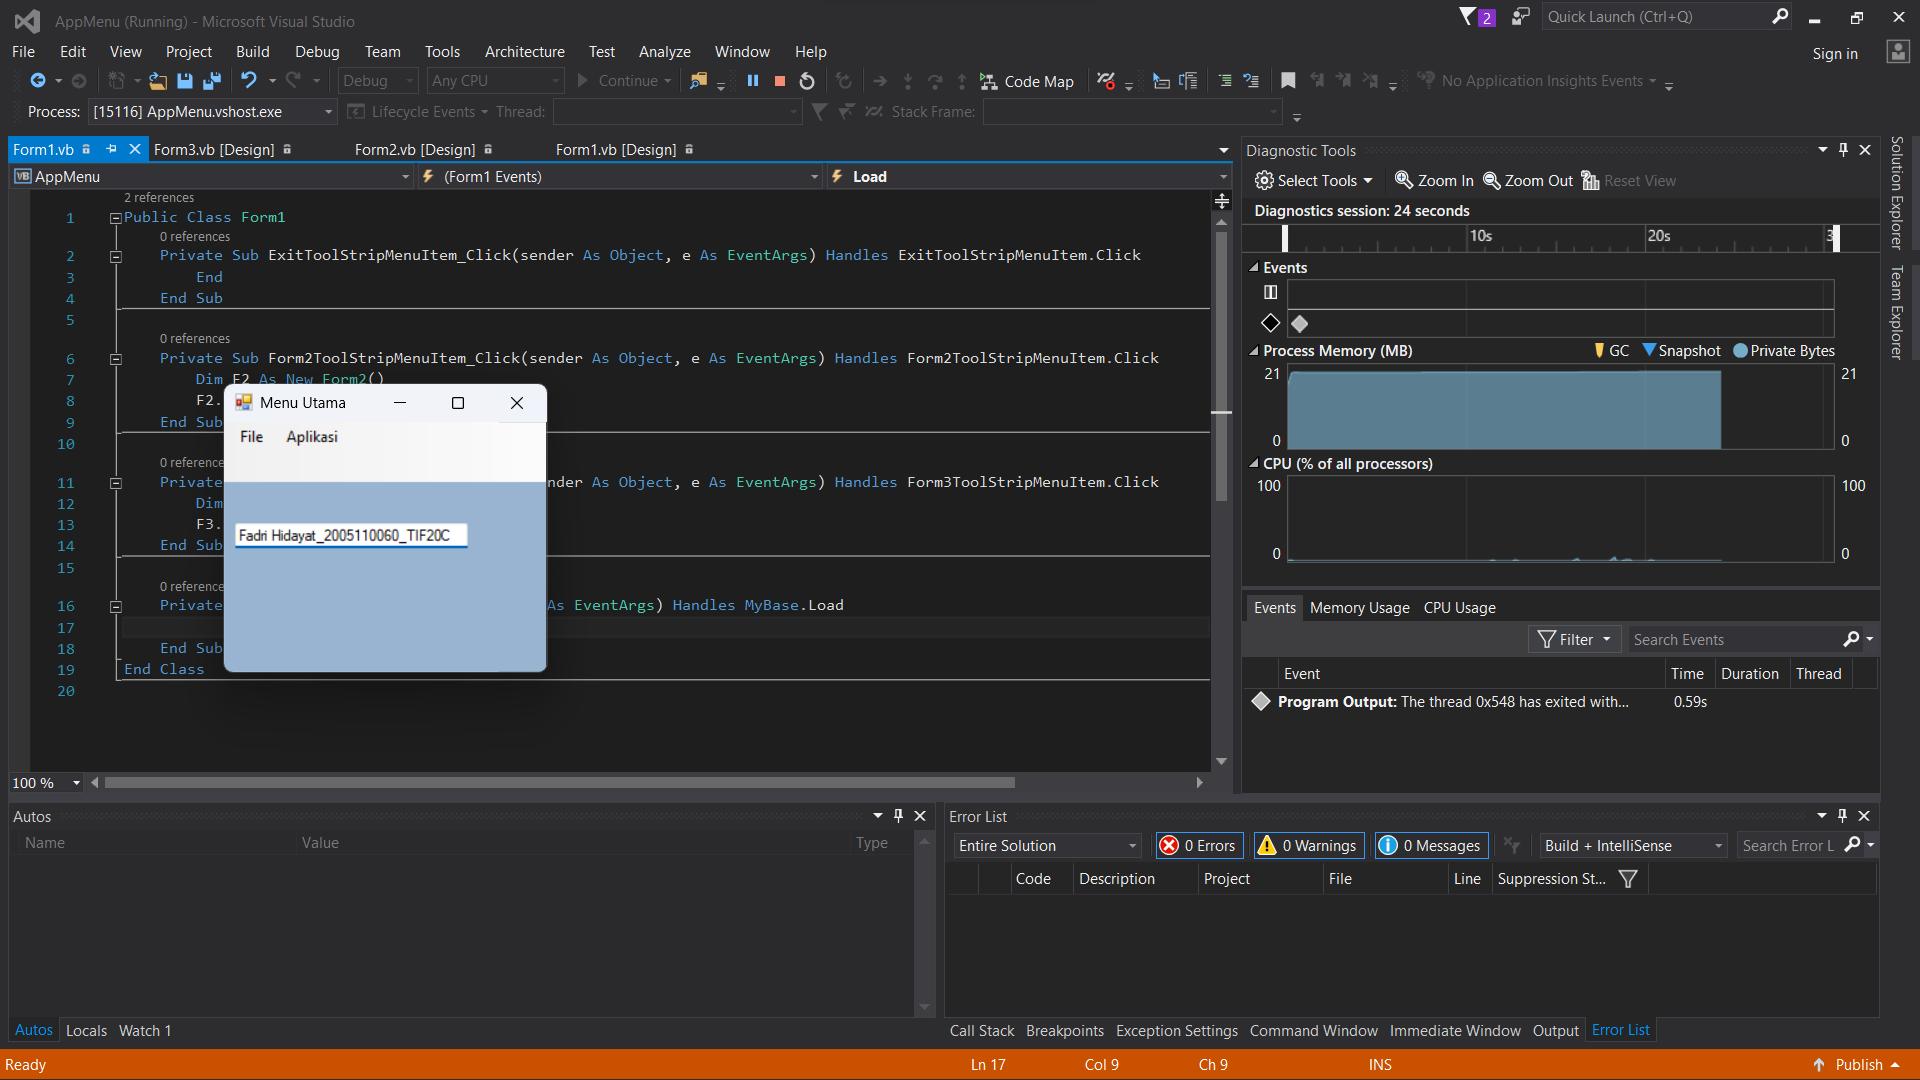 AppMenu (Running) - Microsoft Visual Studio
2
Quick Launch (Ctrl+Q)
File Edit View Project Build Debug Team Tools Architecture Test Analyze Window Help
Sign in
Debug Any CPU Continue Code Map No Application Insights Events
Process: [15116] AppMenu.vshost.exe Lifecycle Events Thread: Stack Frame:
Form1.vb Form3.vb [Design] Form2.vb [Design] Form1.vb [Design]
VB AppMenu (Form1 Events) Load
2 references
1 Public Class Form1
0 references
2 Private Sub ExitToolStripMenuItem_Click(sender As Object, e As EventArgs) Handles ExitToolStripMenuItem.Click
3 End
4 End Sub
5
0 references
6 Private Sub Form2ToolStripMenuItem_Click(sender As Object, e As EventArgs) Handles Form2ToolStripMenuItem.Click
7 Dim F2 As New Form2()
8 F2.
9 End Sub
10
0 reference
11 Private nder As Object, e As EventArgs) Handles Form3ToolStripMenuItem.Click
12 Dim
13 F3.
14 End Sub
15
0 reference
16 Private As EventArgs) Handles MyBase.Load
17
18 End Sub
19 End Class
20
Menu Utama
File Aplikasi
Fadri Hidayat_2005110060_TIF20C
100 %
Diagnostic Tools
Select Tools Zoom In Zoom Out Reset View
Diagnostics session: 24 seconds
10s 20s 3
Events
Process Memory (MB) GC Snapshot Private Bytes
21 21
0 0
CPU (% of all processors)
100 100
0 0
Events Memory Usage CPU Usage
Filter Search Events
Event Time Duration Thread
Program Output: The thread 0x548 has exited with... 0.59s
Solution Explorer
Team Explorer
Autos
Name Value Type
Autos Locals Watch 1
Error List
Entire Solution 0 Errors 0 Warnings 0 Messages Build + IntelliSense Search Error L
Code Description Project File Line Suppression St...
Call Stack Breakpoints Exception Settings Command Window Immediate Window Output Error List
Ready Ln 17 Col 9 Ch 9 INS Publish